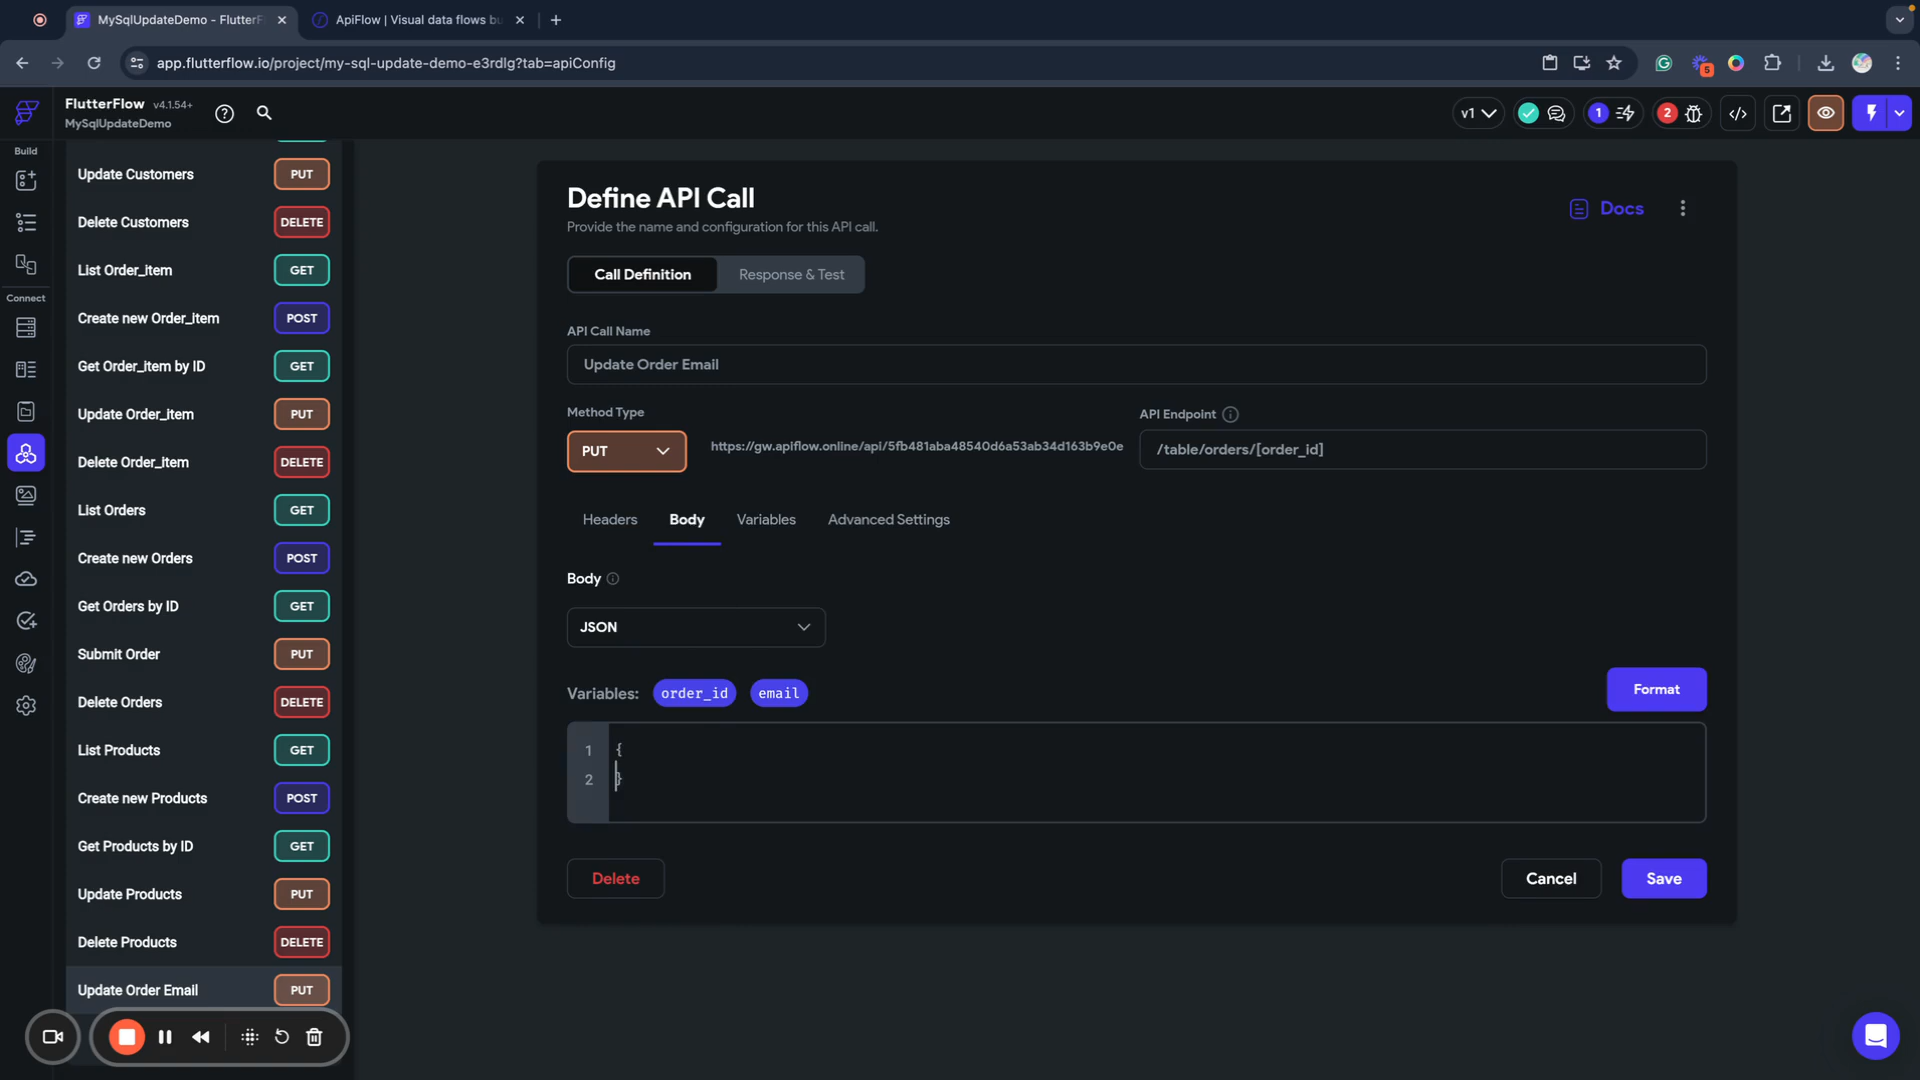 MySqlUpdateDemo - FlutterF
ApiFlow | Visual data flows bu
app.flutterflow.io/project/my-sql-update-demo-e3rdlg?tab=apiConfig
5
FlutterFlow v4.1.54+
MySqlUpdateDemo
v1
1
2
Build
Connect
Update Customers PUT
Delete Customers DELETE
List Order_item GET
Create new Order_item POST
Get Order_item by ID GET
Update Order_item PUT
Delete Order_item DELETE
List Orders GET
Create new Orders POST
Get Orders by ID GET
Submit Order PUT
Delete Orders DELETE
List Products GET
Create new Products POST
Get Products by ID GET
Update Products PUT
Delete Products DELETE
Update Order Email PUT
Define API Call
Provide the name and configuration for this API call.
Docs
Call Definition Response & Test
API Call Name
Update Order Email
Method Type
PUT
https://gw.apiflow.online/api/5fb481aba48540d6a53ab34d163b9e0e
API Endpoint
/table/orders/[order_id]
Headers Body Variables Advanced Settings
Body
JSON
Variables: order_id email
Format
1 {
2 }
Delete
Cancel
Save